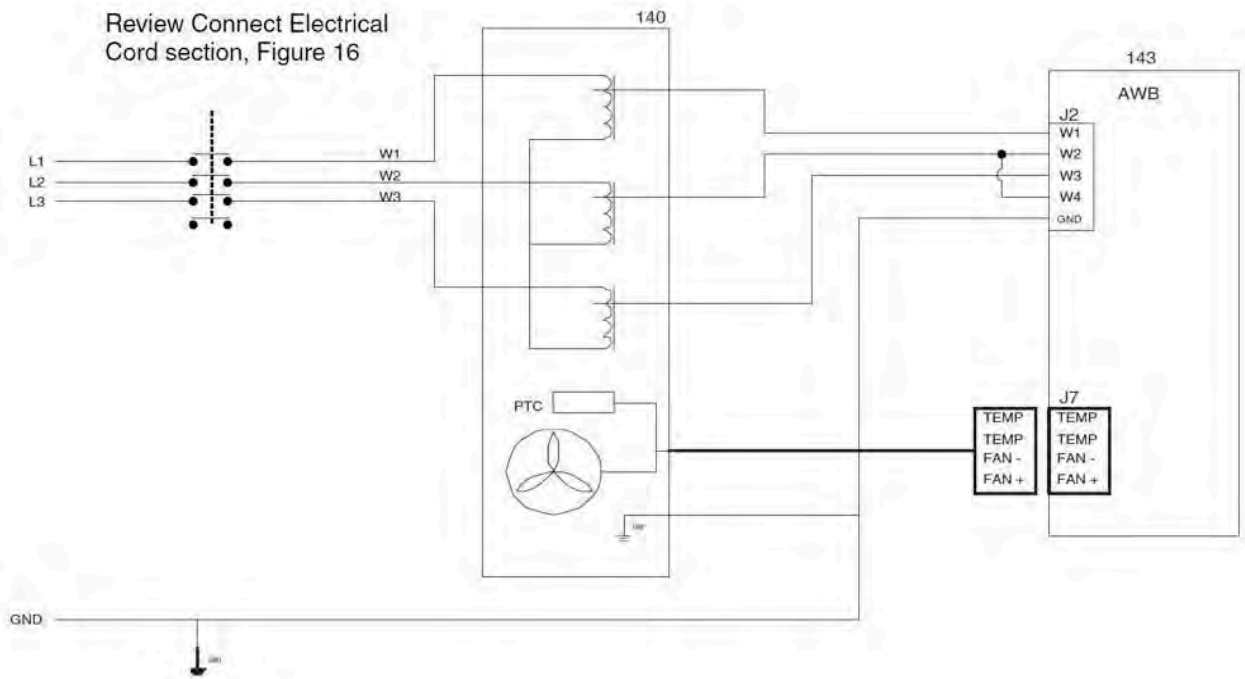 Review Connect Electrical
Cord section, Figure 16
140
143
AWB
J2
W1
W2
W3
W4
GND
L1
L2
L3
W1
W2
W3
PTC
J7
TEMP TEMP
TEMP TEMP
FAN - FAN -
FAN + FAN +
GND